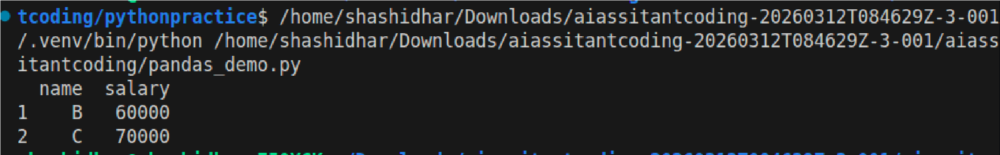 tcoding/pythonpractice$ /home/shashidhar/Downloads/aiassitantcoding-20260312T084629Z-3-001
/.venv/bin/python /home/shashidhar/Downloads/aiassitantcoding-20260312T084629Z-3-001/aiass
itantcoding/pandas_demo.py
  name  salary
1    B   60000
2    C   70000